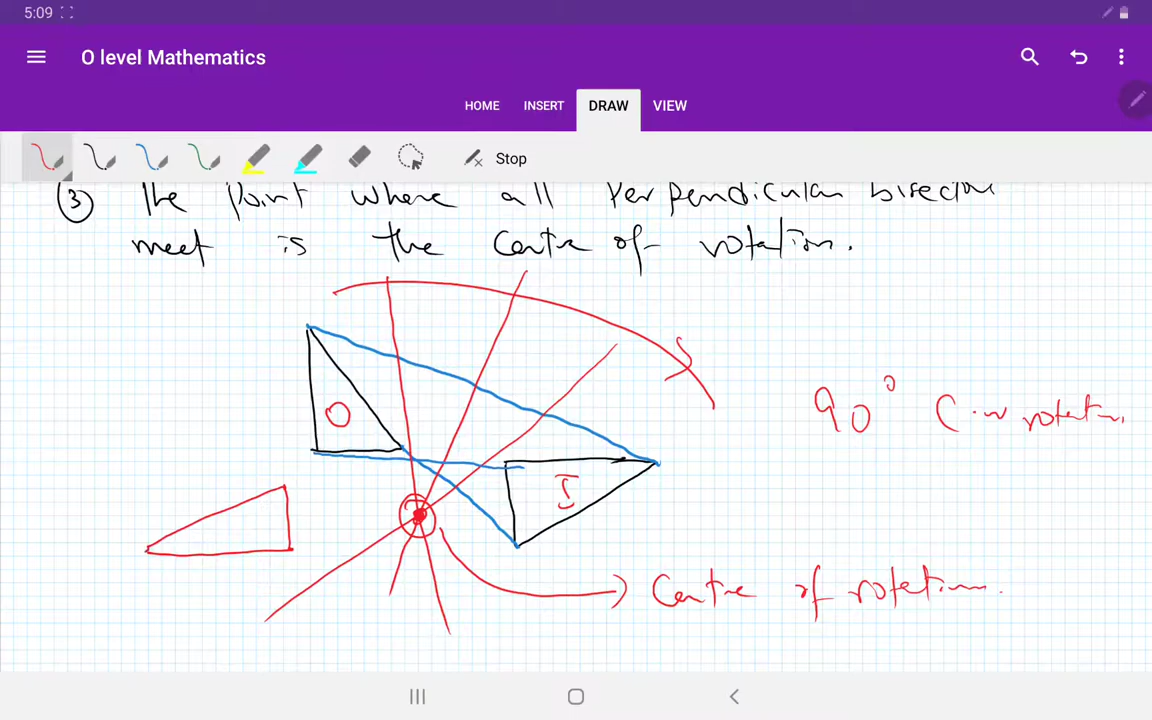 5:09
O level Mathematics
HOME INSERT DRAW VIEW
Stop
③ The Point where all Perpendicular bisector
meet is the Centre of rotation.
O
90° C.w rotation
I
Centre of rotation.